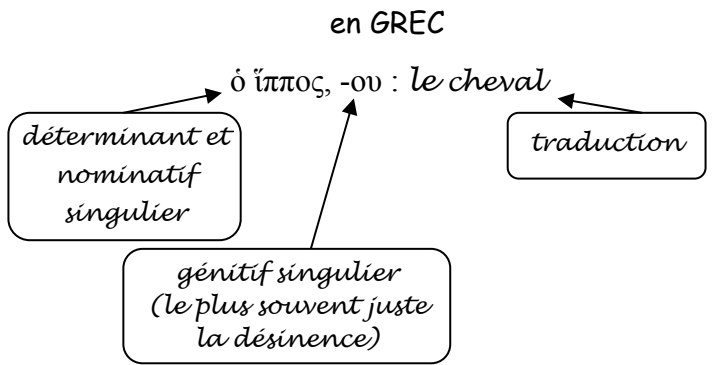 en GREC
ὁ ἵππος, -ου : le cheval
déterminant et
nominatif
singulier
traduction
génitif singulier
(le plus souvent juste
la désinence)